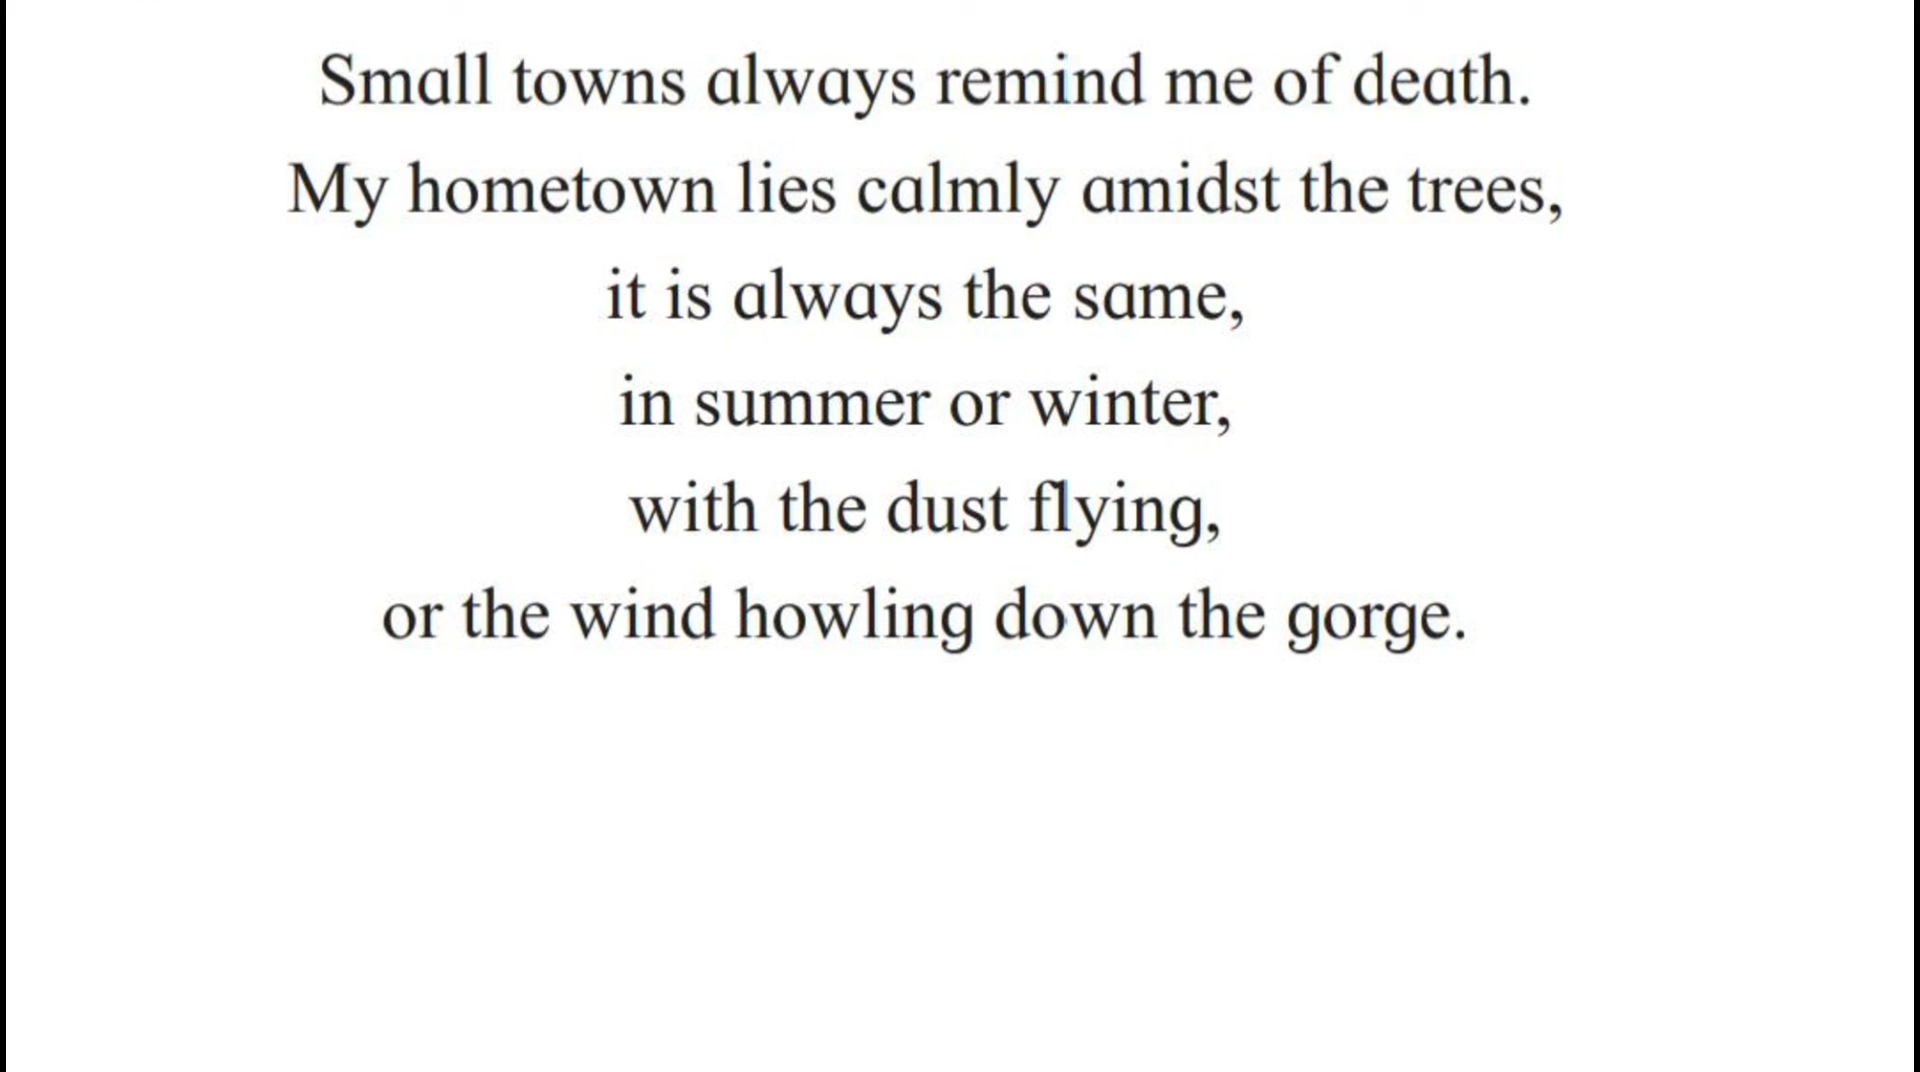 Small towns always remind me of death.
My hometown lies calmly amidst the trees,
it is always the same,
in summer or winter,
with the dust flying,
or the wind howling down the gorge.